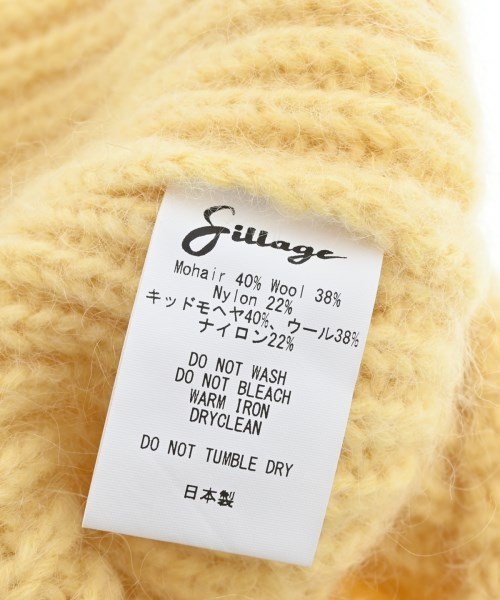 Sillage
Mohair 40% Wool 38%
Nylon 22%
キッドモヘヤ40%、ウール38%
ナイロン22%
DO NOT WASH
DO NOT BLEACH
WARM IRON
DRYCLEAN
DO NOT TUMBLE DRY
日本製